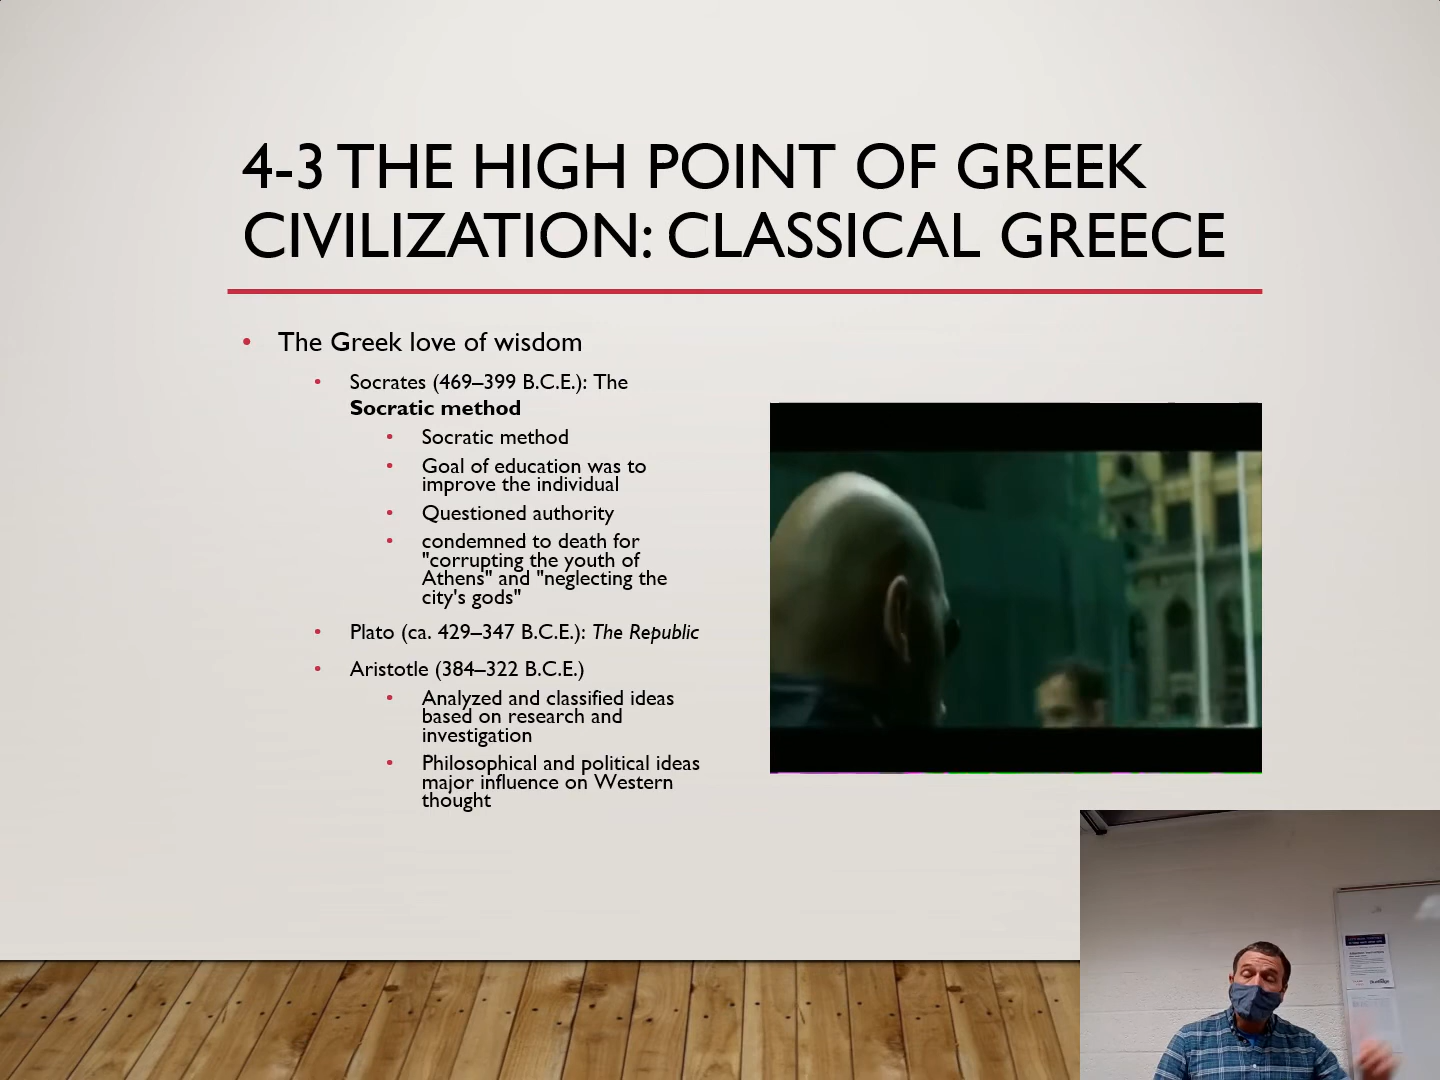 4-3 THE HIGH POINT OF GREEK
CIVILIZATION: CLASSICAL GREECE
• The Greek love of wisdom
• Socrates (469–399 B.C.E.): The
Socratic method
• Socratic method
• Goal of education was to
improve the individual
• Questioned authority
• condemned to death for
"corrupting the youth of
Athens" and "neglecting the
city's gods"
• Plato (ca. 429–347 B.C.E.): The Republic
• Aristotle (384–322 B.C.E.)
• Analyzed and classified ideas
based on research and
investigation
• Philosophical and political ideas
major influence on Western
thought